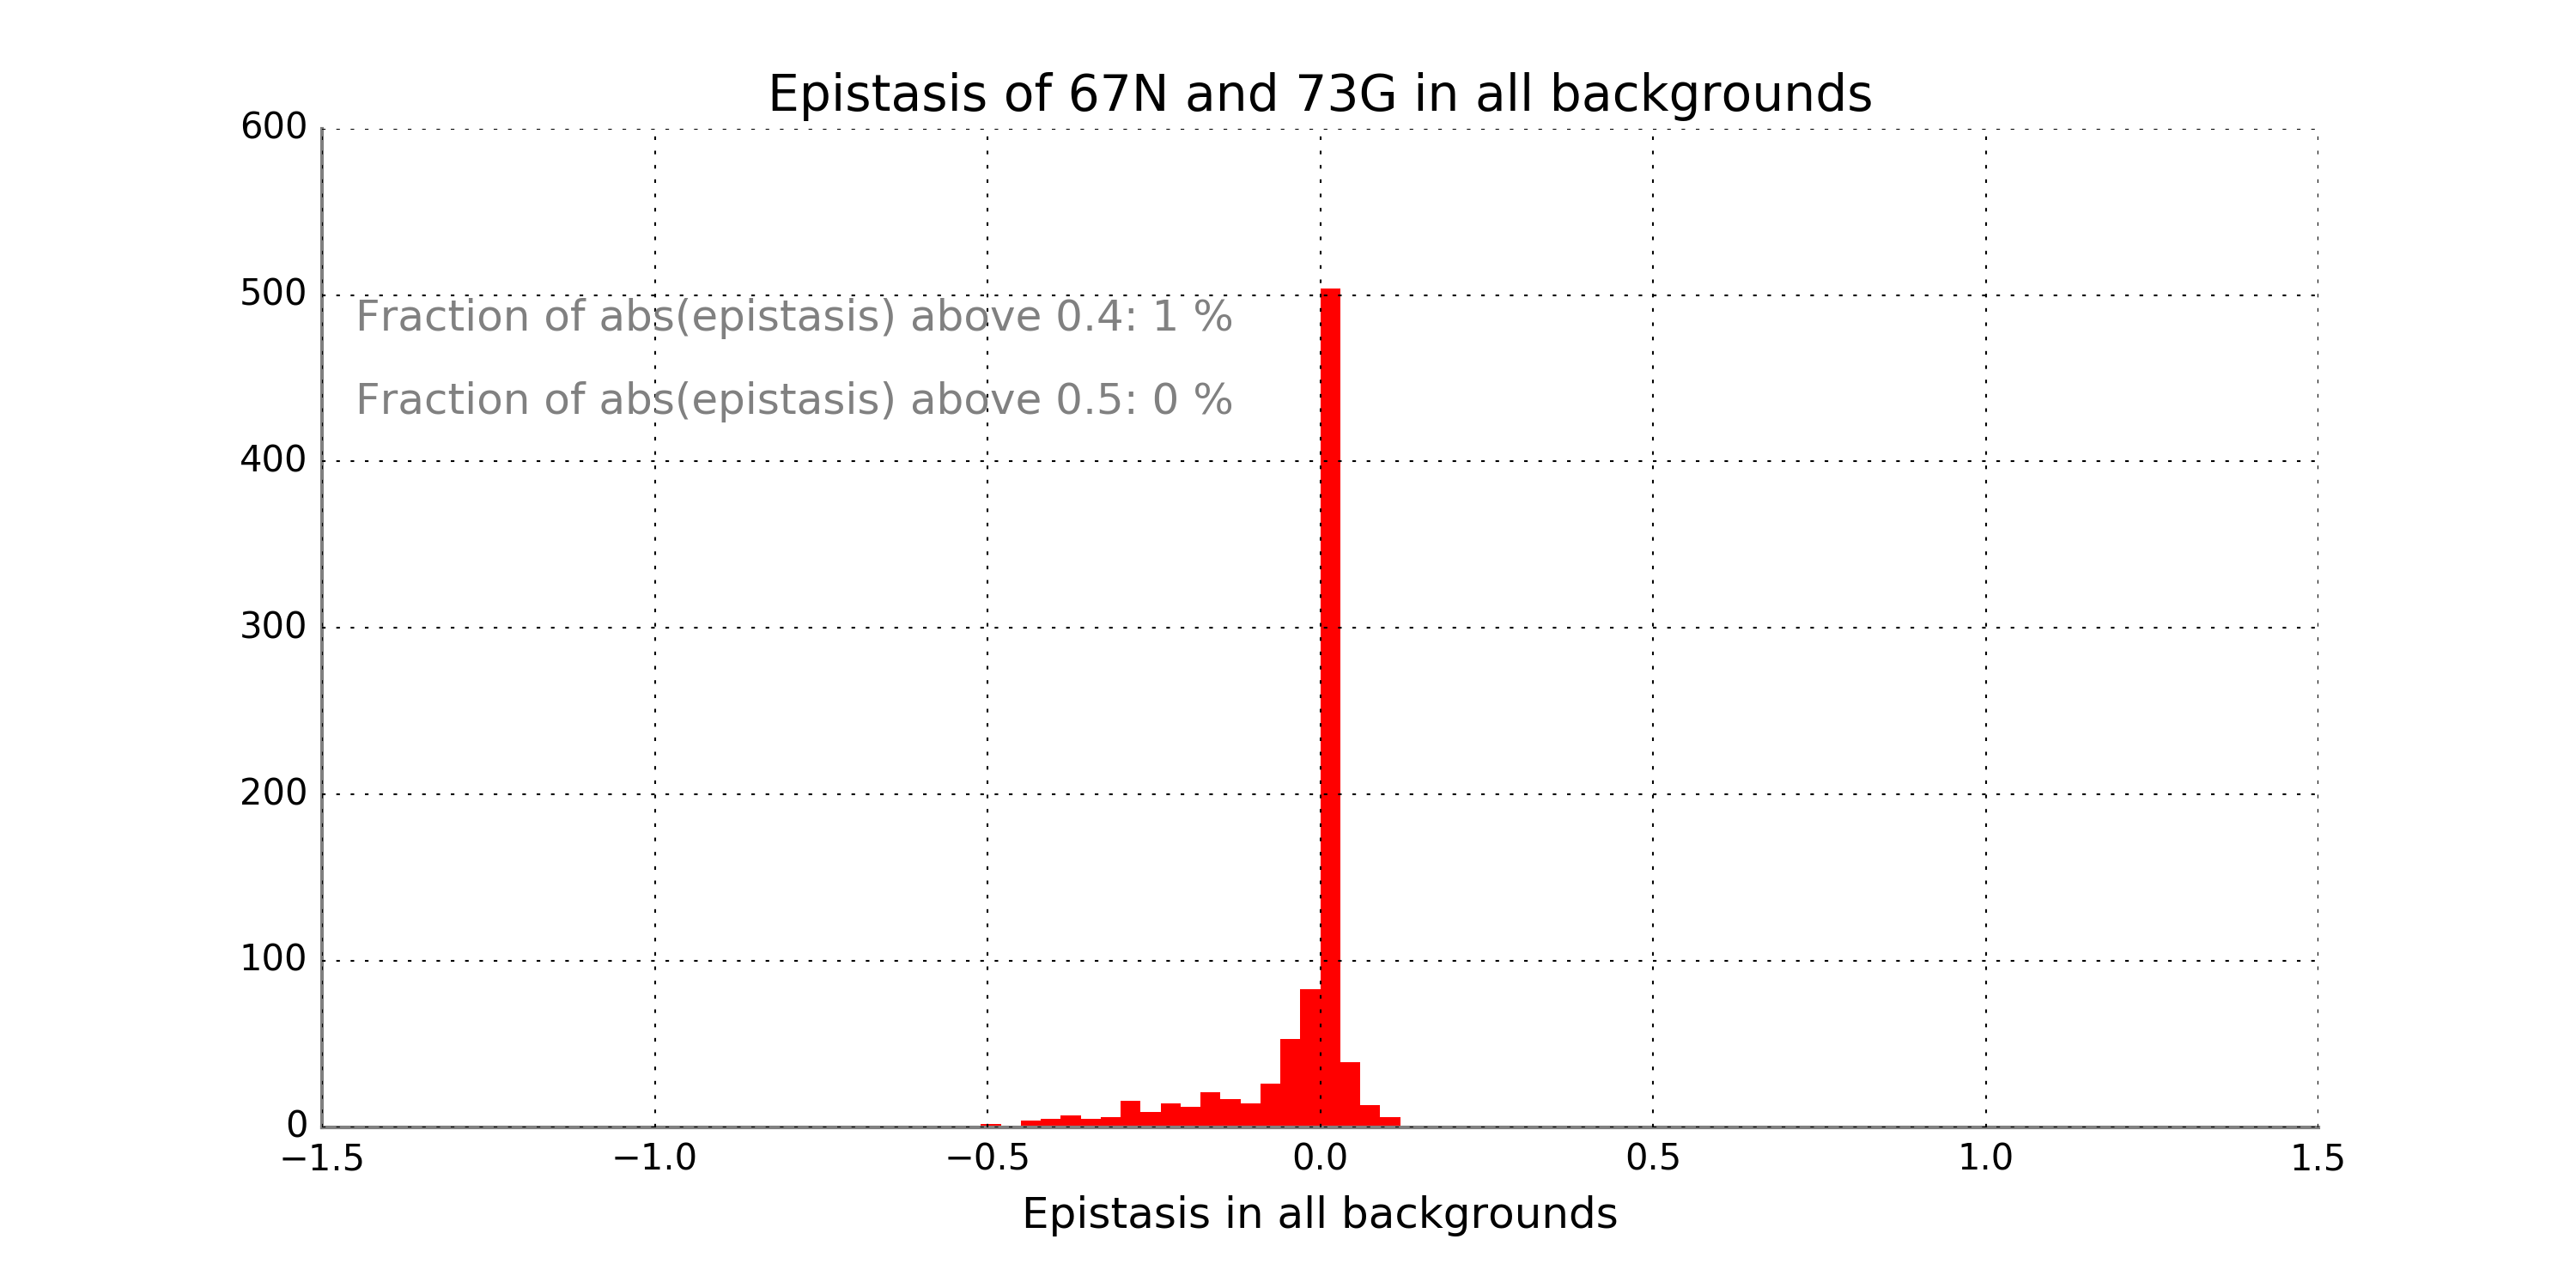 Epistasis of 67N and 73G in all backgrounds
600
500
Fraction of abs(epistasis) above 0.4: 1 %
Fraction of abs(epistasis) above 0.5: 0 %
400
300
200
100
0
−1.5 −1.0 −0.5 0.0 0.5 1.0 1.5
Epistasis in all backgrounds